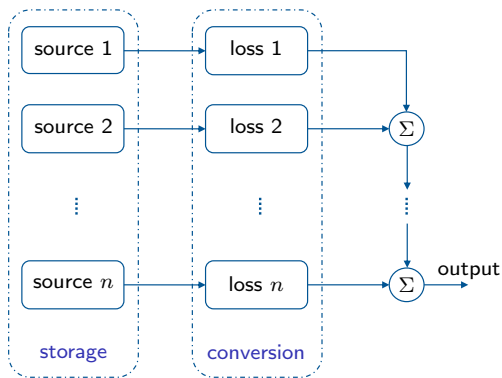 source 1 loss 1
source 2 loss 2 Σ
... ... ...
source n loss n Σ output
storage conversion